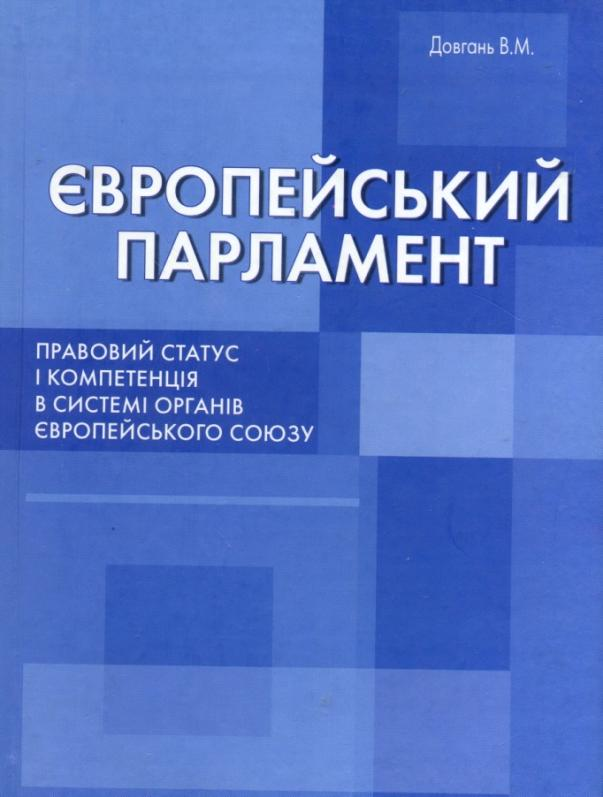 Довгань В.М.
ЄВРОПЕЙСЬКИЙ
ПАРЛАМЕНТ
ПРАВОВИЙ СТАТУС
І КОМПЕТЕНЦІЯ
В СИСТЕМІ ОРГАНІВ
ЄВРОПЕЙСЬКОГО СОЮЗУ